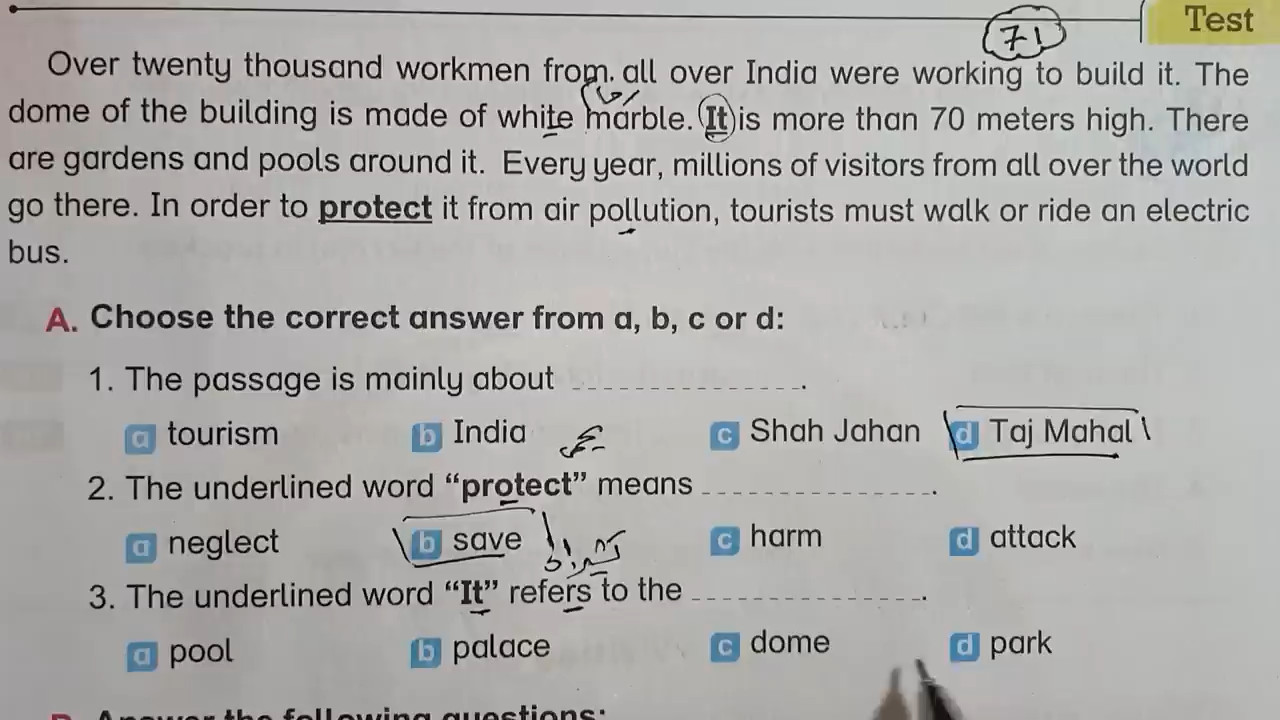 Test
71
Over twenty thousand workmen from all over India were working to build it. The
dome of the building is made of white marble. It is more than 70 meters high. There
are gardens and pools around it. Every year, millions of visitors from all over the world
go there. In order to protect it from air pollution, tourists must walk or ride an electric
bus.
A. Choose the correct answer from a, b, c or d:
1. The passage is mainly about .
a tourism b India c Shah Jahan d Taj Mahal
2. The underlined word “protect” means .
a neglect b save c harm d attack
3. The underlined word “It” refers to the .
a pool b palace c dome d park
B. Answer the following questions: